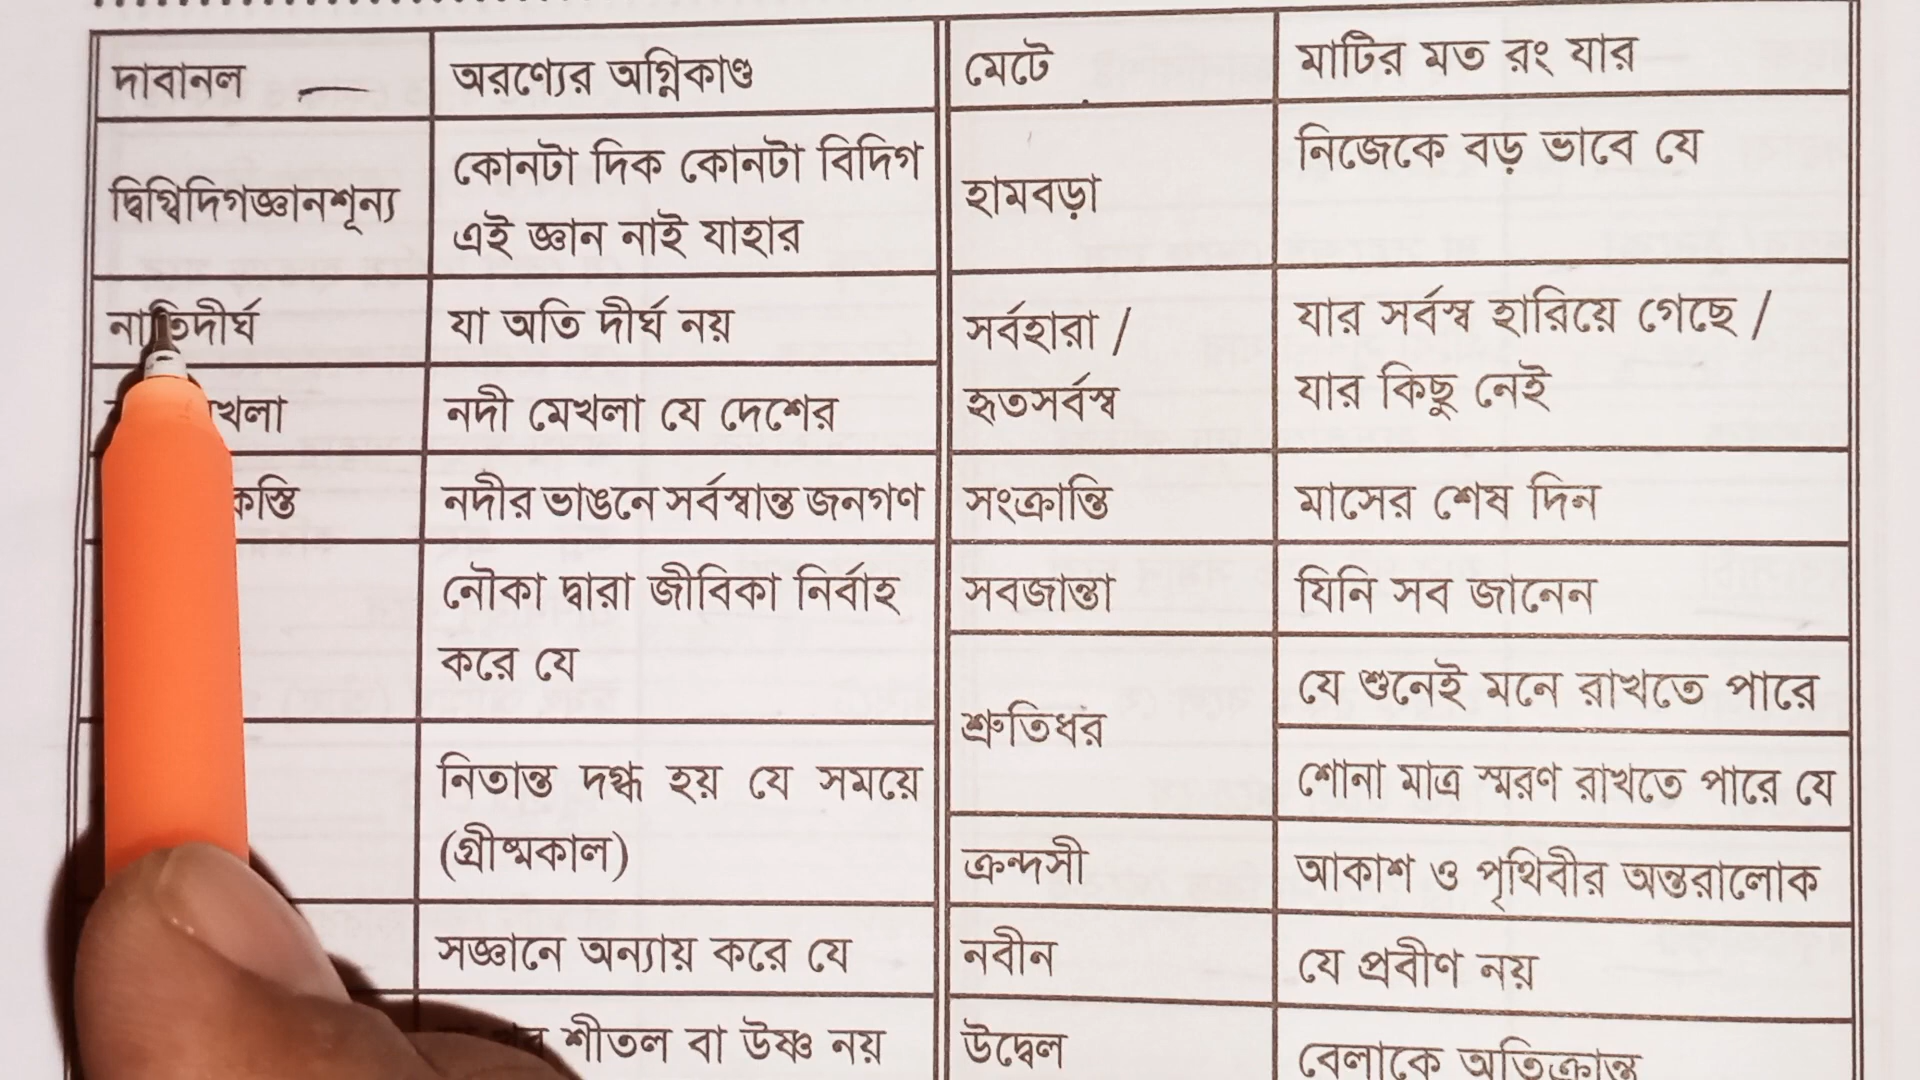 দাবানল — অরণ্যের অগ্নিকাণ্ড
দ্বিগ্বিদিগজ্ঞানশূন্য কোনটা দিক কোনটা বিদিগ
এই জ্ঞান নাই যাহার
নাতিদীর্ঘ যা অতি দীর্ঘ নয়
নদী মেখলা যে দেশের
নদীর ভাঙনে সর্বস্বান্ত জনগণ
নৌকা দ্বারা জীবিকা নির্বাহ
করে যে
নিতান্ত দগ্ধ হয় যে সময়ে
(গ্রীষ্মকাল)
সজ্ঞানে অন্যায় করে যে
শীতল বা উষ্ণ নয়
মেটে মাটির মত রং যার
হামবড়া নিজেকে বড় ভাবে যে
সর্বহারা / যার সর্বস্ব হারিয়ে গেছে /
হৃতসর্বস্ব যার কিছু নেই
সংক্রান্তি মাসের শেষ দিন
সবজান্তা যিনি সব জানেন
শ্রুতিধর যে শুনেই মনে রাখতে পারে
শোনা মাত্র স্মরণ রাখতে পারে যে
ক্রন্দসী আকাশ ও পৃথিবীর অন্তরালোক
নবীন যে প্রবীণ নয়
উদ্বেল বেলাকে অতিক্রান্ত